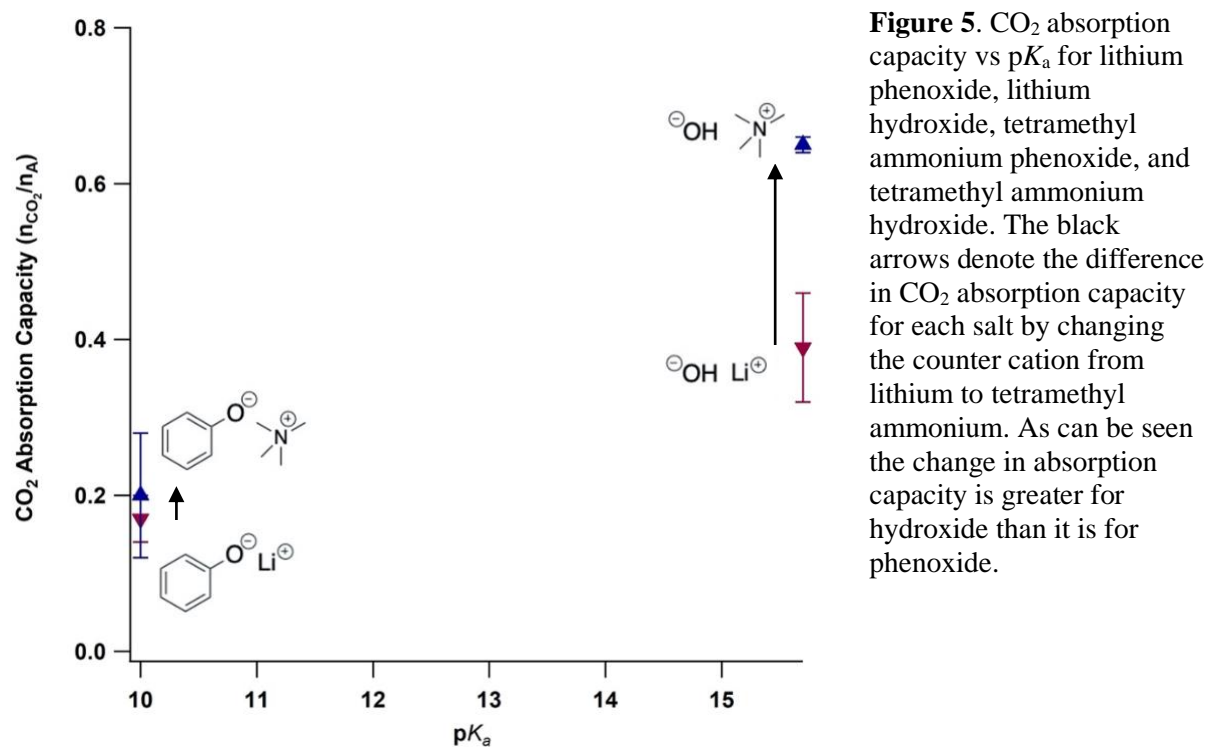 0.8
0.6
0.4
0.2
0.0
CO₂ Absorption Capacity (nCO₂/nA)
10 11 12 13 14 15
pKa
⊖OH N⊕
⊖OH Li⊕
O⊖ N⊕
O⊖ Li⊕
Figure 5. CO₂ absorption
capacity vs pKa for lithium
phenoxide, lithium
hydroxide, tetramethyl
ammonium phenoxide, and
tetramethyl ammonium
hydroxide. The black
arrows denote the difference
in CO₂ absorption capacity
for each salt by changing
the counter cation from
lithium to tetramethyl
ammonium. As can be seen
the change in absorption
capacity is greater for
hydroxide than it is for
phenoxide.